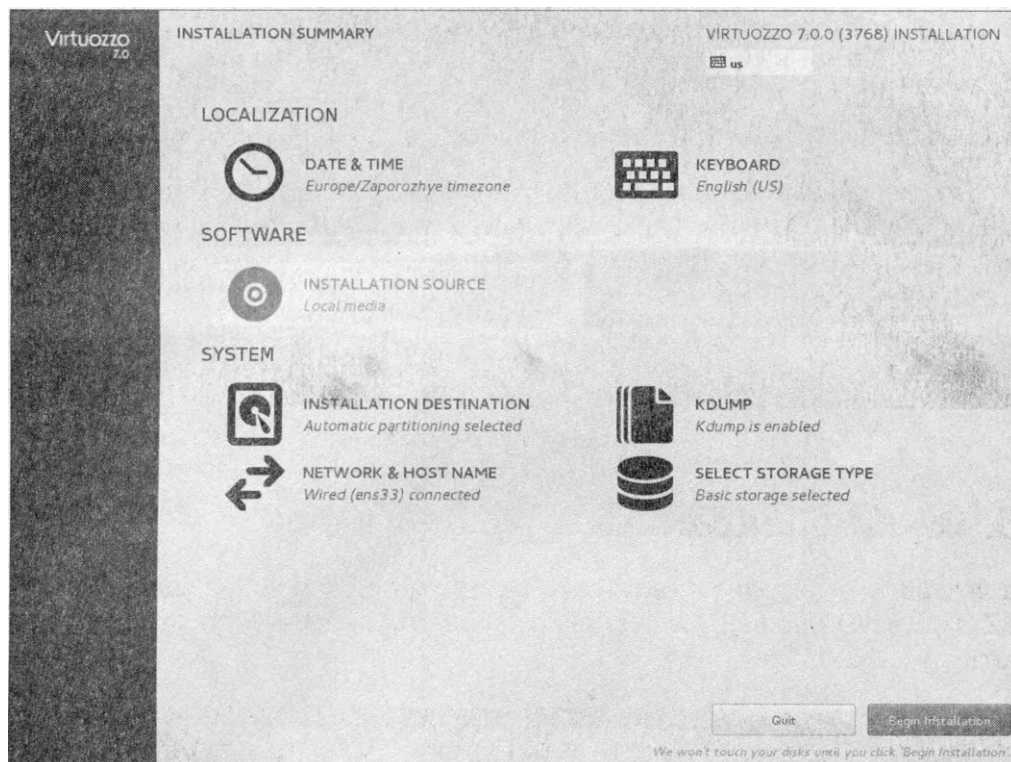 Virtuozzo
7.0
INSTALLATION SUMMARY
VIRTUOZZO 7.0.0 (3768) INSTALLATION
us
LOCALIZATION
DATE & TIME
Europe/Zaporozhye timezone
KEYBOARD
English (US)
SOFTWARE
INSTALLATION SOURCE
Local media
SYSTEM
INSTALLATION DESTINATION
Automatic partitioning selected
KDUMP
Kdump is enabled
NETWORK & HOST NAME
Wired (ens33) connected
SELECT STORAGE TYPE
Basic storage selected
Quit
Begin Installation
We won't touch your disks until you click 'Begin Installation'.